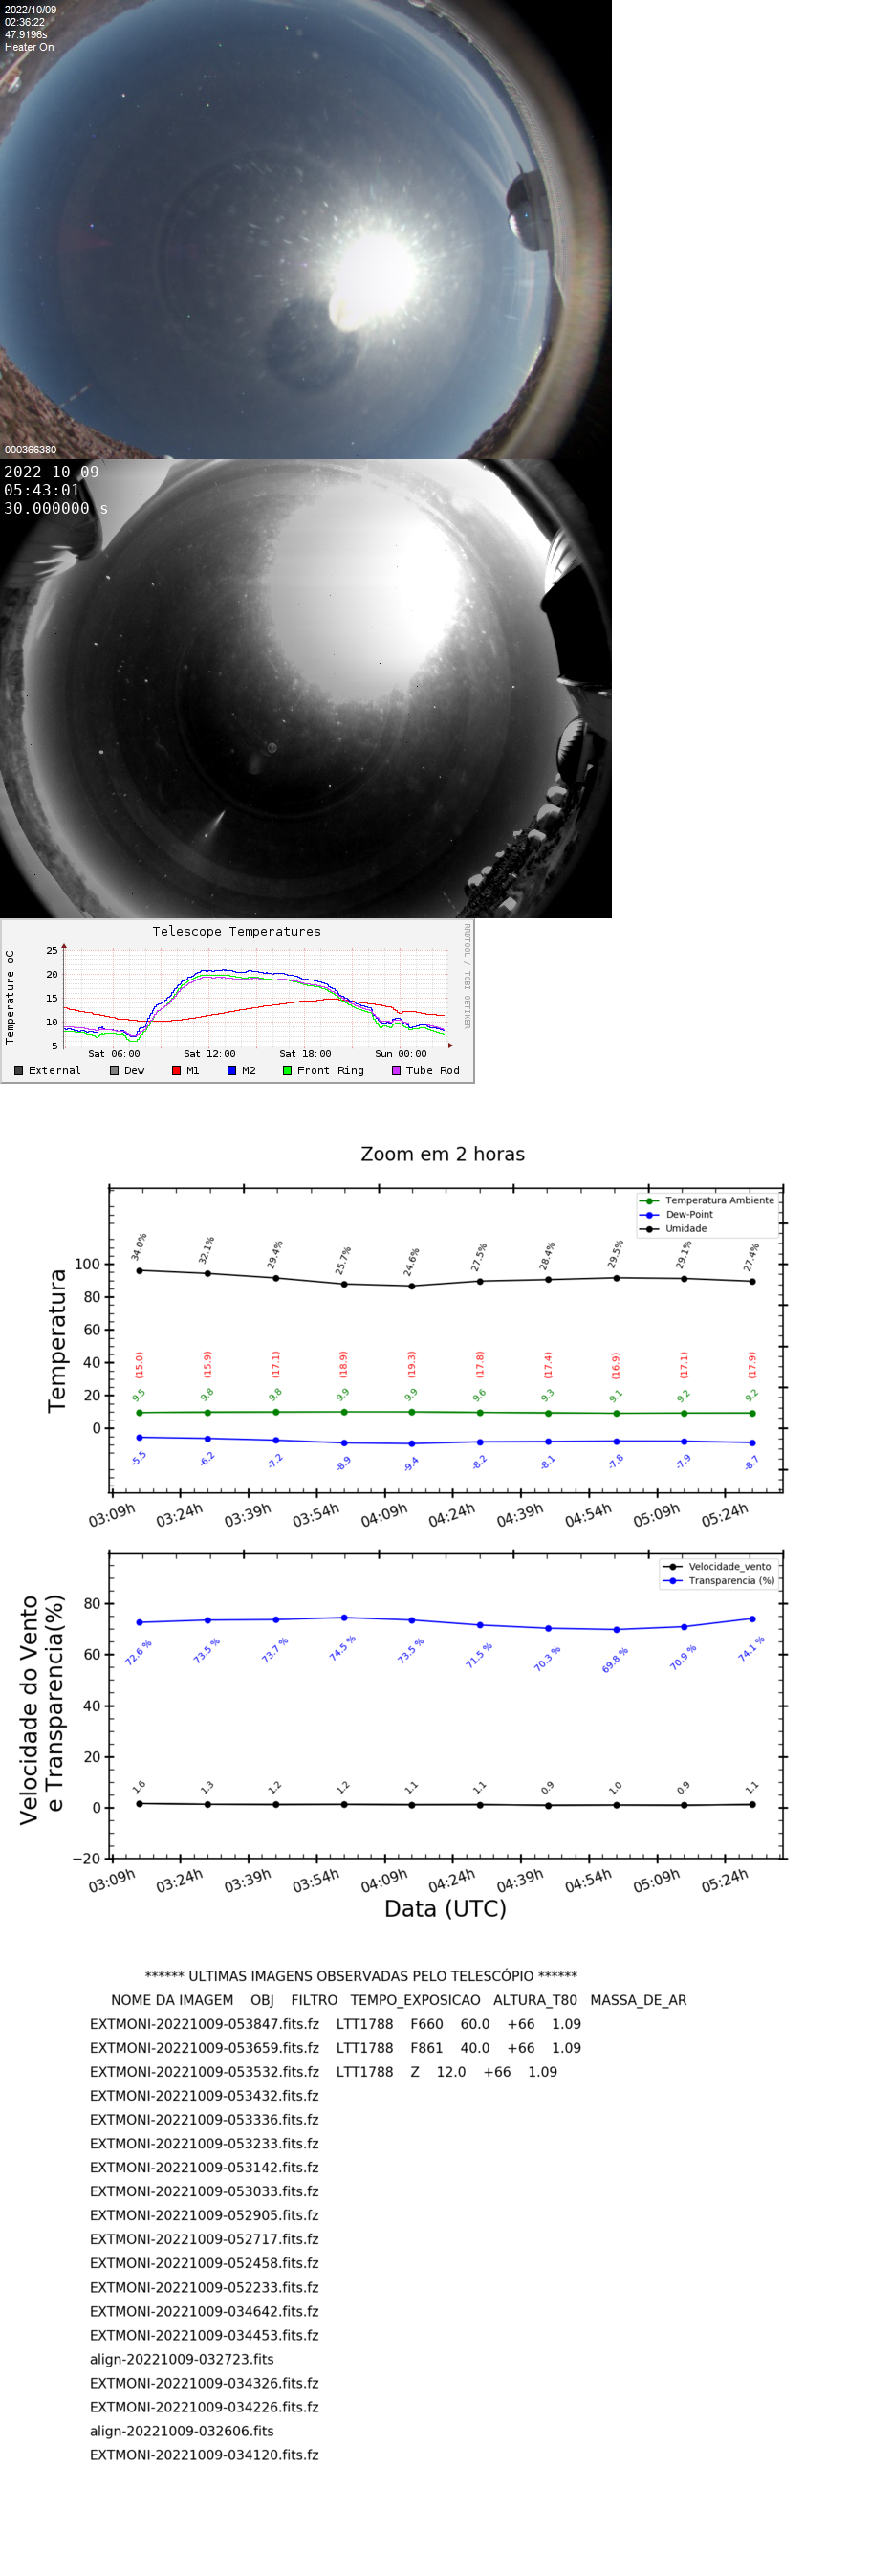 2022/10/09
02:36:22
47.9196s
Heater On
000366380
2022-10-09
05:43:01
30.000000 s
Telescope Temperatures
RRDTOOL / TOBI OETIKER
Temperature oC
25
20
15
10
5
Sat 06:00 Sat 12:00 Sat 18:00 Sun 00:00
External Dew M1 M2 Front Ring Tube Rod
Zoom em 2 horas
Temperatura Ambiente
Dew-Point
Umidade
Temperatura
100
80
60
40
20
0
34.0% 32.1% 29.4% 25.7% 24.6% 27.5% 28.4% 29.5% 29.1% 27.4%
(15.0) (15.9) (17.1) (18.9) (19.3) (17.8) (17.4) (16.9) (17.1) (17.9)
9.5 9.8 9.8 9.9 9.9 9.6 9.3 9.1 9.2 9.2
-5.5 -6.2 -7.2 -8.9 -9.4 -8.2 -8.1 -7.8 -7.9 -8.7
03:09h 03:24h 03:39h 03:54h 04:09h 04:24h 04:39h 04:54h 05:09h 05:24h
Velocidade_vento
Transparencia (%)
Velocidade do Vento
e Transparencia(%)
80
60
40
20
0
−20
72.6 % 73.5 % 73.7 % 74.5 % 73.5 % 71.5 % 70.3 % 69.8 % 70.9 % 74.1 %
1.6 1.3 1.2 1.2 1.1 1.1 0.9 1.0 0.9 1.1
03:09h 03:24h 03:39h 03:54h 04:09h 04:24h 04:39h 04:54h 05:09h 05:24h
Data (UTC)
****** ULTIMAS IMAGENS OBSERVADAS PELO TELESCÓPIO ******
NOME DA IMAGEM OBJ FILTRO TEMPO_EXPOSICAO ALTURA_T80 MASSA_DE_AR
EXTMONI-20221009-053847.fits.fz LTT1788 F660 60.0 +66 1.09
EXTMONI-20221009-053659.fits.fz LTT1788 F861 40.0 +66 1.09
EXTMONI-20221009-053532.fits.fz LTT1788 Z 12.0 +66 1.09
EXTMONI-20221009-053432.fits.fz
EXTMONI-20221009-053336.fits.fz
EXTMONI-20221009-053233.fits.fz
EXTMONI-20221009-053142.fits.fz
EXTMONI-20221009-053033.fits.fz
EXTMONI-20221009-052905.fits.fz
EXTMONI-20221009-052717.fits.fz
EXTMONI-20221009-052458.fits.fz
EXTMONI-20221009-052233.fits.fz
EXTMONI-20221009-034642.fits.fz
EXTMONI-20221009-034453.fits.fz
align-20221009-032723.fits
EXTMONI-20221009-034326.fits.fz
EXTMONI-20221009-034226.fits.fz
align-20221009-032606.fits
EXTMONI-20221009-034120.fits.fz